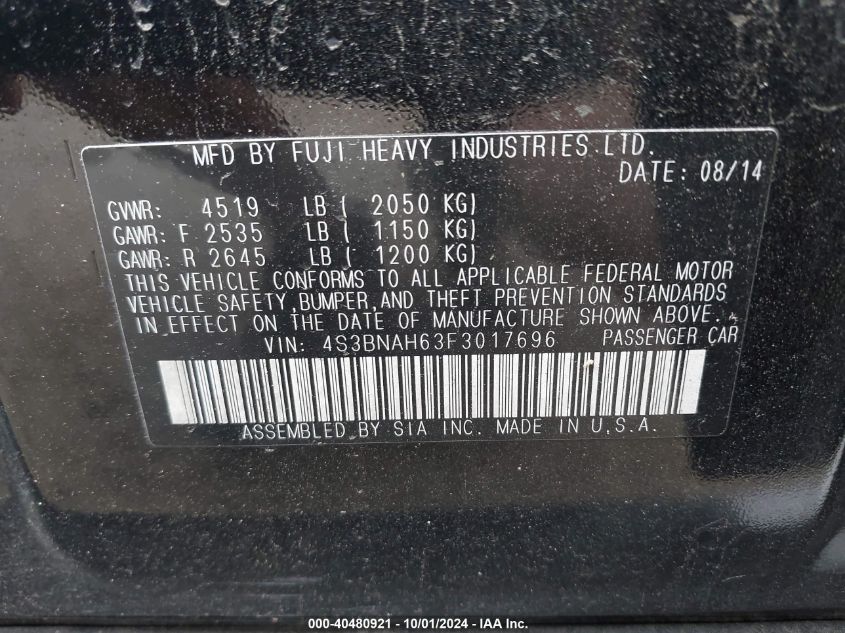 MFD BY FUJI HEAVY INDUSTRIES LTD.
DATE: 08/14
GVWR: 4519 LB ( 2050 KG)
GAWR: F 2535 LB ( 1150 KG)
GAWR: R 2645 LB ( 1200 KG)
THIS VEHICLE CONFORMS TO ALL APPLICABLE FEDERAL MOTOR
VEHICLE SAFETY,BUMPER,AND THEFT PREVENTION STANDARDS
IN EFFECT ON THE DATE OF MANUFACTURE SHOWN ABOVE.
VIN: 4S3BNAH63F3017696 PASSENGER CAR
ASSEMBLED BY SIA INC. MADE IN U.S.A.
000-40480921 - 10/01/2024 - IAA Inc.